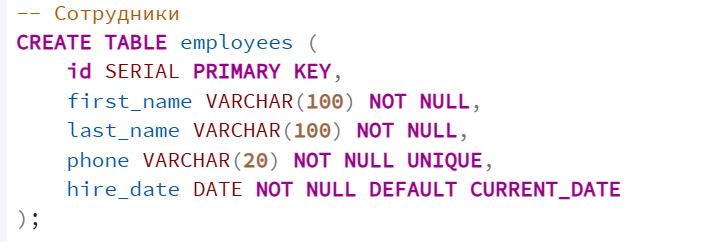 -- Сотрудники
CREATE TABLE employees (
    id SERIAL PRIMARY KEY,
    first_name VARCHAR(100) NOT NULL,
    last_name VARCHAR(100) NOT NULL,
    phone VARCHAR(20) NOT NULL UNIQUE,
    hire_date DATE NOT NULL DEFAULT CURRENT_DATE
);